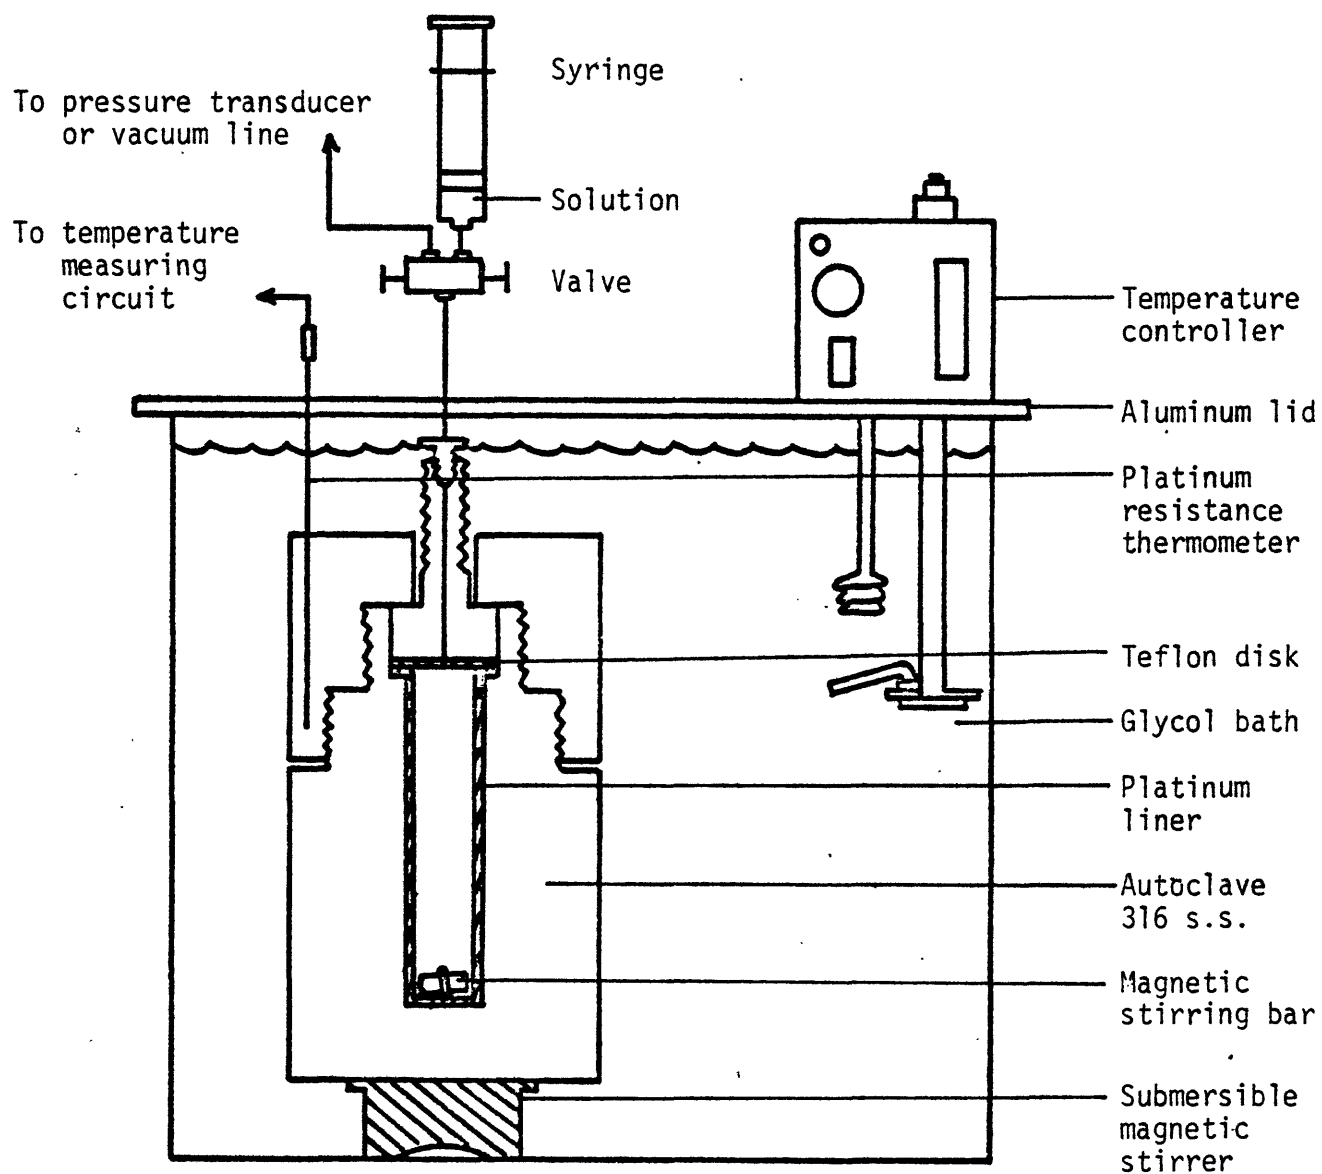 Syringe
To pressure transducer
or vacuum line
Solution
To temperature
measuring
circuit
Valve
Temperature
controller
Aluminum lid
Platinum
resistance
thermometer
Teflon disk
Glycol bath
Platinum
liner
Autoclave
316 s.s.
Magnetic
stirring bar
Submersible
magnetic
stirrer